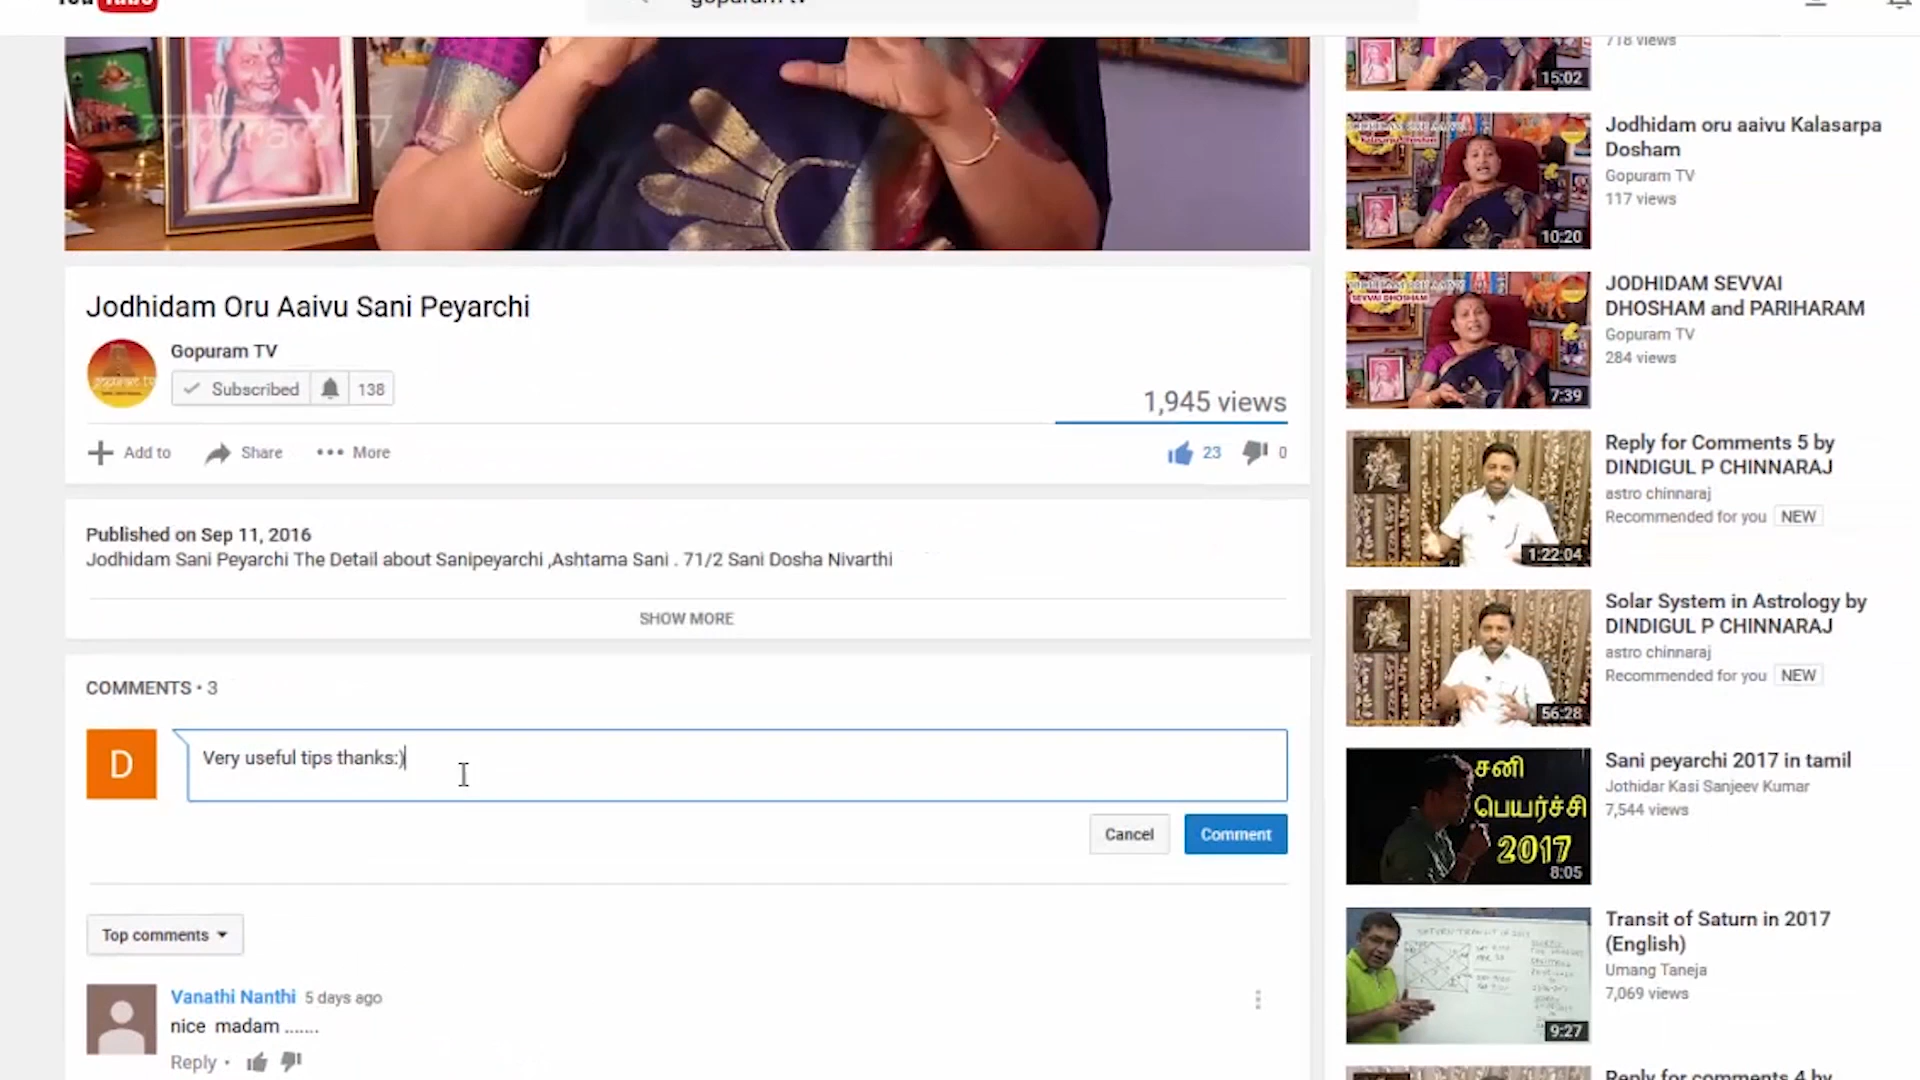 gopuram tv
gopuram tv
Jodhidam Oru Aaivu Sani Peyarchi
Gopuram TV
Subscribed 138
1,945 views
Add to Share More
23 0
Published on Sep 11, 2016
Jodhidam Sani Peyarchi The Detail about Sanipeyarchi ,Ashtama Sani . 71/2 Sani Dosha Nivarthi
SHOW MORE
COMMENTS • 3
D
Very useful tips thanks:)
Cancel Comment
Top comments
Vanathi Nanthi 5 days ago
nice madam .......
Reply •
718 views
15:02
Jodhidam oru aaivu Kalasarpa
Dosham
Gopuram TV
117 views
10:20
JODHIDAM SEVVAI
DHOSHAM and PARIHARAM
Gopuram TV
284 views
SEVVAI DHOSHAM
7:39
Reply for Comments 5 by
DINDIGUL P CHINNARAJ
astro chinnaraj
Recommended for you NEW
1:22:04
Solar System in Astrology by
DINDIGUL P CHINNARAJ
astro chinnaraj
Recommended for you NEW
56:28
சனி
பெயர்ச்சி
2017
8:05
Sani peyarchi 2017 in tamil
Jothidar Kasi Sanjeev Kumar
7,544 views
Transit of Saturn in 2017
(English)
Umang Taneja
7,069 views
9:27
Reply for comments 4 by